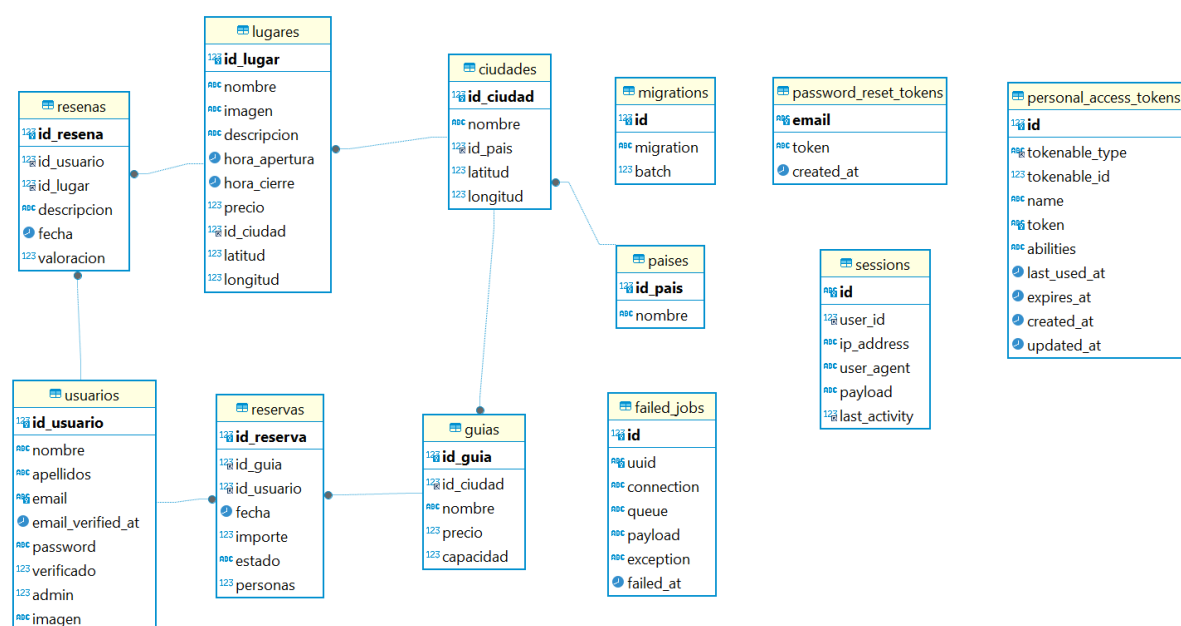 lugares
id_lugar
nombre
imagen
descripcion
hora_apertura
hora_cierre
precio
id_ciudad
latitud
longitud
ciudades
id_ciudad
nombre
id_pais
latitud
longitud
migrations
id
migration
batch
password_reset_tokens
email
token
created_at
personal_access_tokens
id
tokenable_type
tokenable_id
name
token
abilities
last_used_at
expires_at
created_at
updated_at
resenas
id_resena
id_usuario
id_lugar
descripcion
fecha
valoracion
paises
id_pais
nombre
sessions
id
user_id
ip_address
user_agent
payload
last_activity
usuarios
id_usuario
nombre
apellidos
email
email_verified_at
password
verificado
admin
imagen
reservas
id_reserva
id_guia
id_usuario
fecha
importe
estado
personas
guias
id_guia
id_ciudad
nombre
precio
capacidad
failed_jobs
id
uuid
connection
queue
payload
exception
failed_at